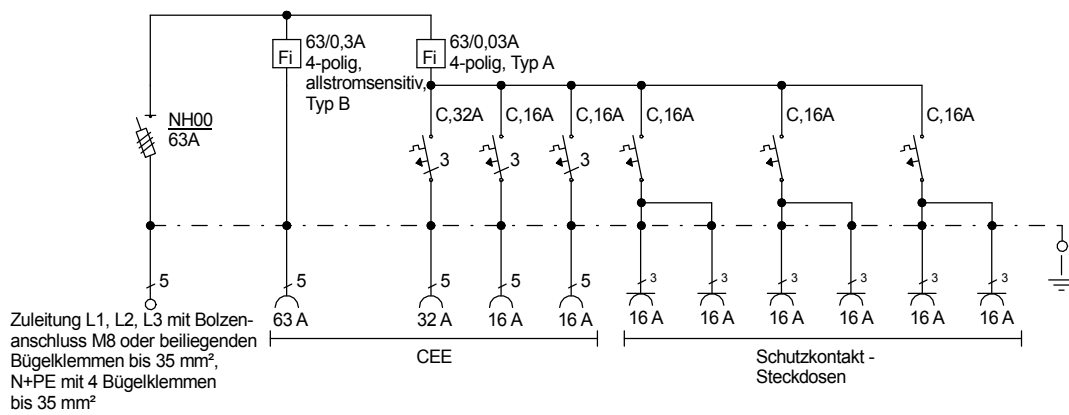 63/0,3A
4-polig,
allstromsensitiv,
Typ B
Fi
63/0,03A
4-polig, Typ A
Fi
NH00
63A
C,32A
C,16A
C,16A
C,16A
C,16A
C,16A
3
3
3
5
5
5
5
5
3
3
3
3
3
3
63 A
32 A
16 A
16 A
16 A
16 A
16 A
16 A
16 A
16 A
CEE
Schutzkontakt -
Steckdosen
Zuleitung L1, L2, L3 mit Bolzen-
anschluss M8 oder beiliegenden
Bügelklemmen bis 35 mm²,
N+PE mit 4 Bügelklemmen
bis 35 mm²